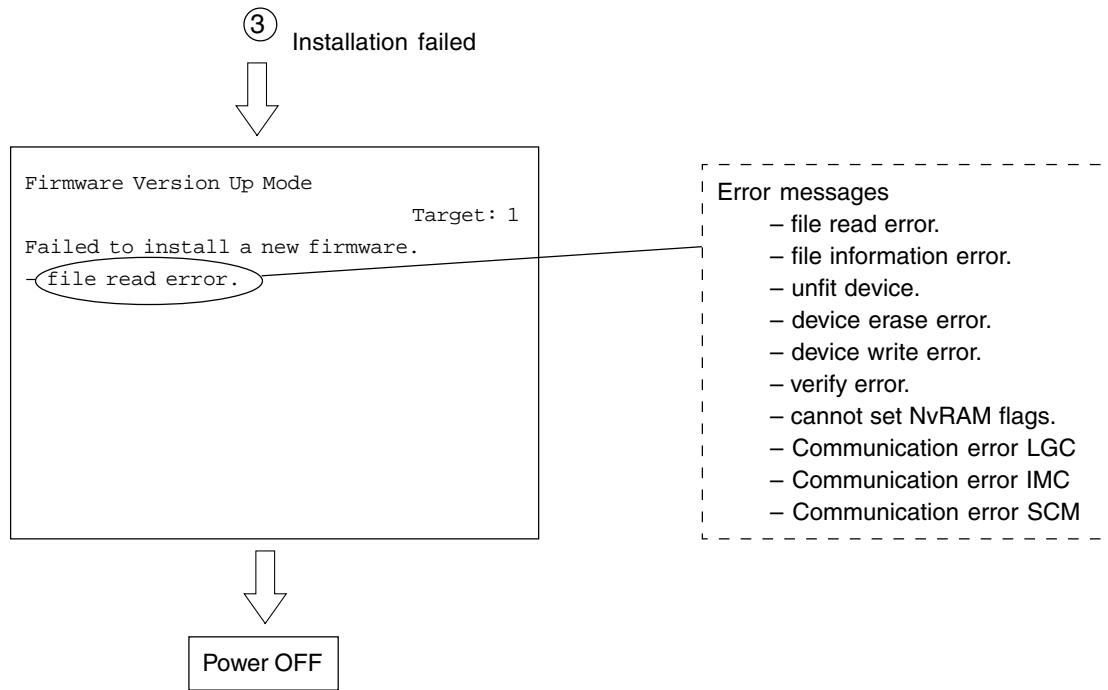 ③
Installation failed
Firmware Version Up Mode
Target: 1
Failed to install a new firmware.
– file read error.
Error messages
– file read error.
– file information error.
– unfit device.
– device erase error.
– device write error.
– verify error.
– cannot set NvRAM flags.
– Communication error LGC
– Communication error IMC
– Communication error SCM
Power OFF